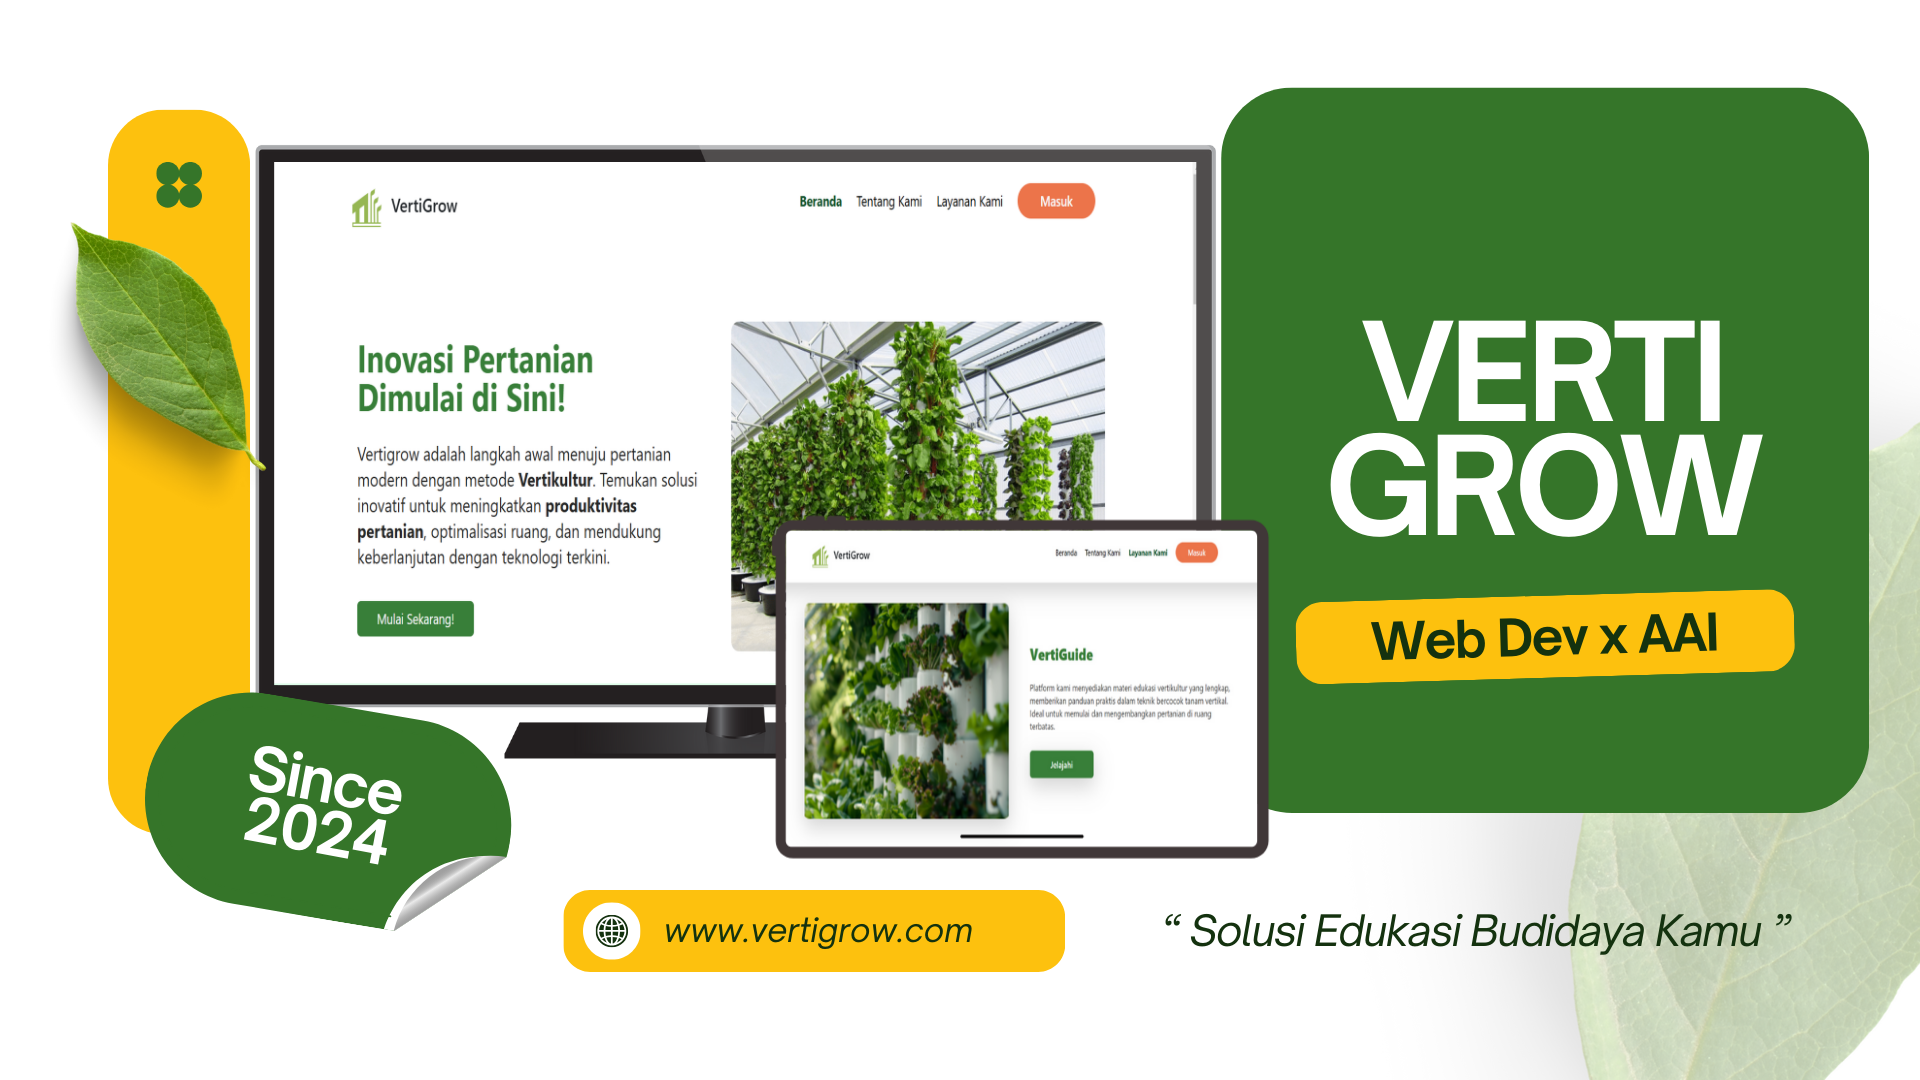 VertiGrow
Beranda Tentang Kami Layanan Kami Masuk
Inovasi Pertanian
Dimulai di Sini!
Vertigrow adalah langkah awal menuju pertanian
modern dengan metode Vertikultur. Temukan solusi
inovatif untuk meningkatkan produktivitas
pertanian, optimalisasi ruang, dan mendukung
keberlanjutan dengan teknologi terkini.
Mulai Sekarang!
VertiGrow
Beranda Tentang Kami Layanan Kami Masuk
VertiGuide
Platform kami menyediakan materi edukasi vertikultur yang lengkap,
memberikan panduan praktis dalam teknik bercocok tanam vertikal.
Ideal untuk memulai dan mengembangkan pertanian di ruang
terbatas.
Jelajahi
VERTI
GROW
Web Dev x AAI
Since
2024
www.vertigrow.com
“ Solusi Edukasi Budidaya Kamu ”